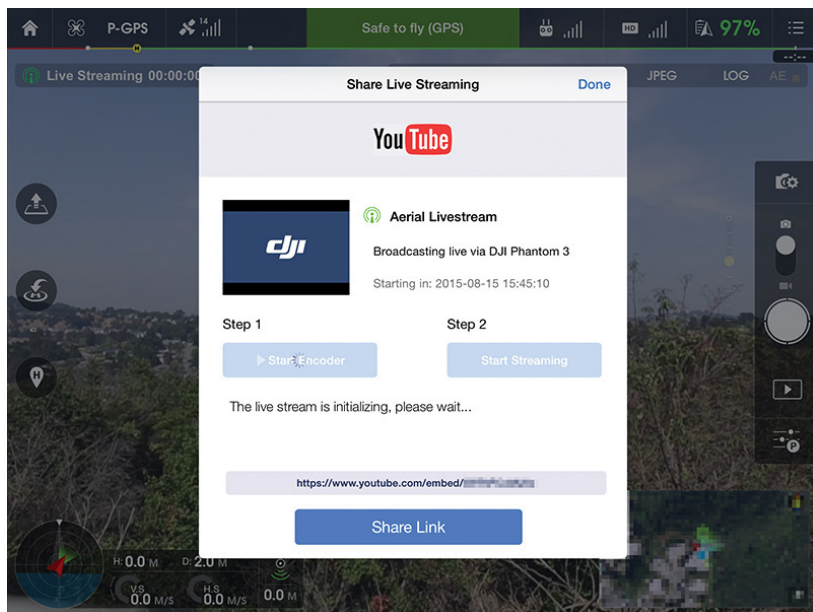 P-GPS
14
Safe to fly (GPS)
HD
97%
H
--:--
Live Streaming 00:00:00
JPEG
LOG
AE
Share Live Streaming
Done
YouTube
dji
Aerial Livestream
Broadcasting live via DJI Phantom 3
Starting in: 2015-08-15 15:45:10
Step 1
Step 2
Start Encoder
Start Streaming
The live stream is initializing, please wait...
https://www.youtube.com/embed/
Share Link
H
H
P
H: 0.0 M
D: 2.0 M
V.S
0.0 M/S
H.S
0.0 M/S
0.0 M